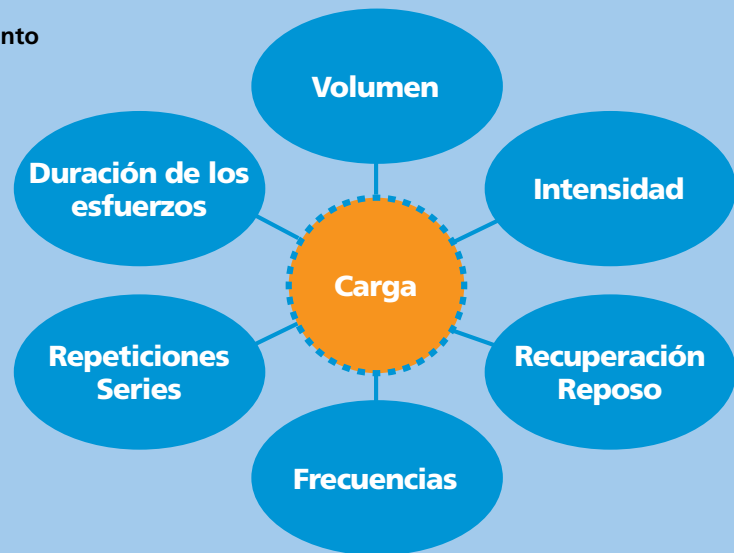 nto
Volumen
Duración de los
esfuerzos
Intensidad
Carga
Repeticiones
Series
Recuperación
Reposo
Frecuencias